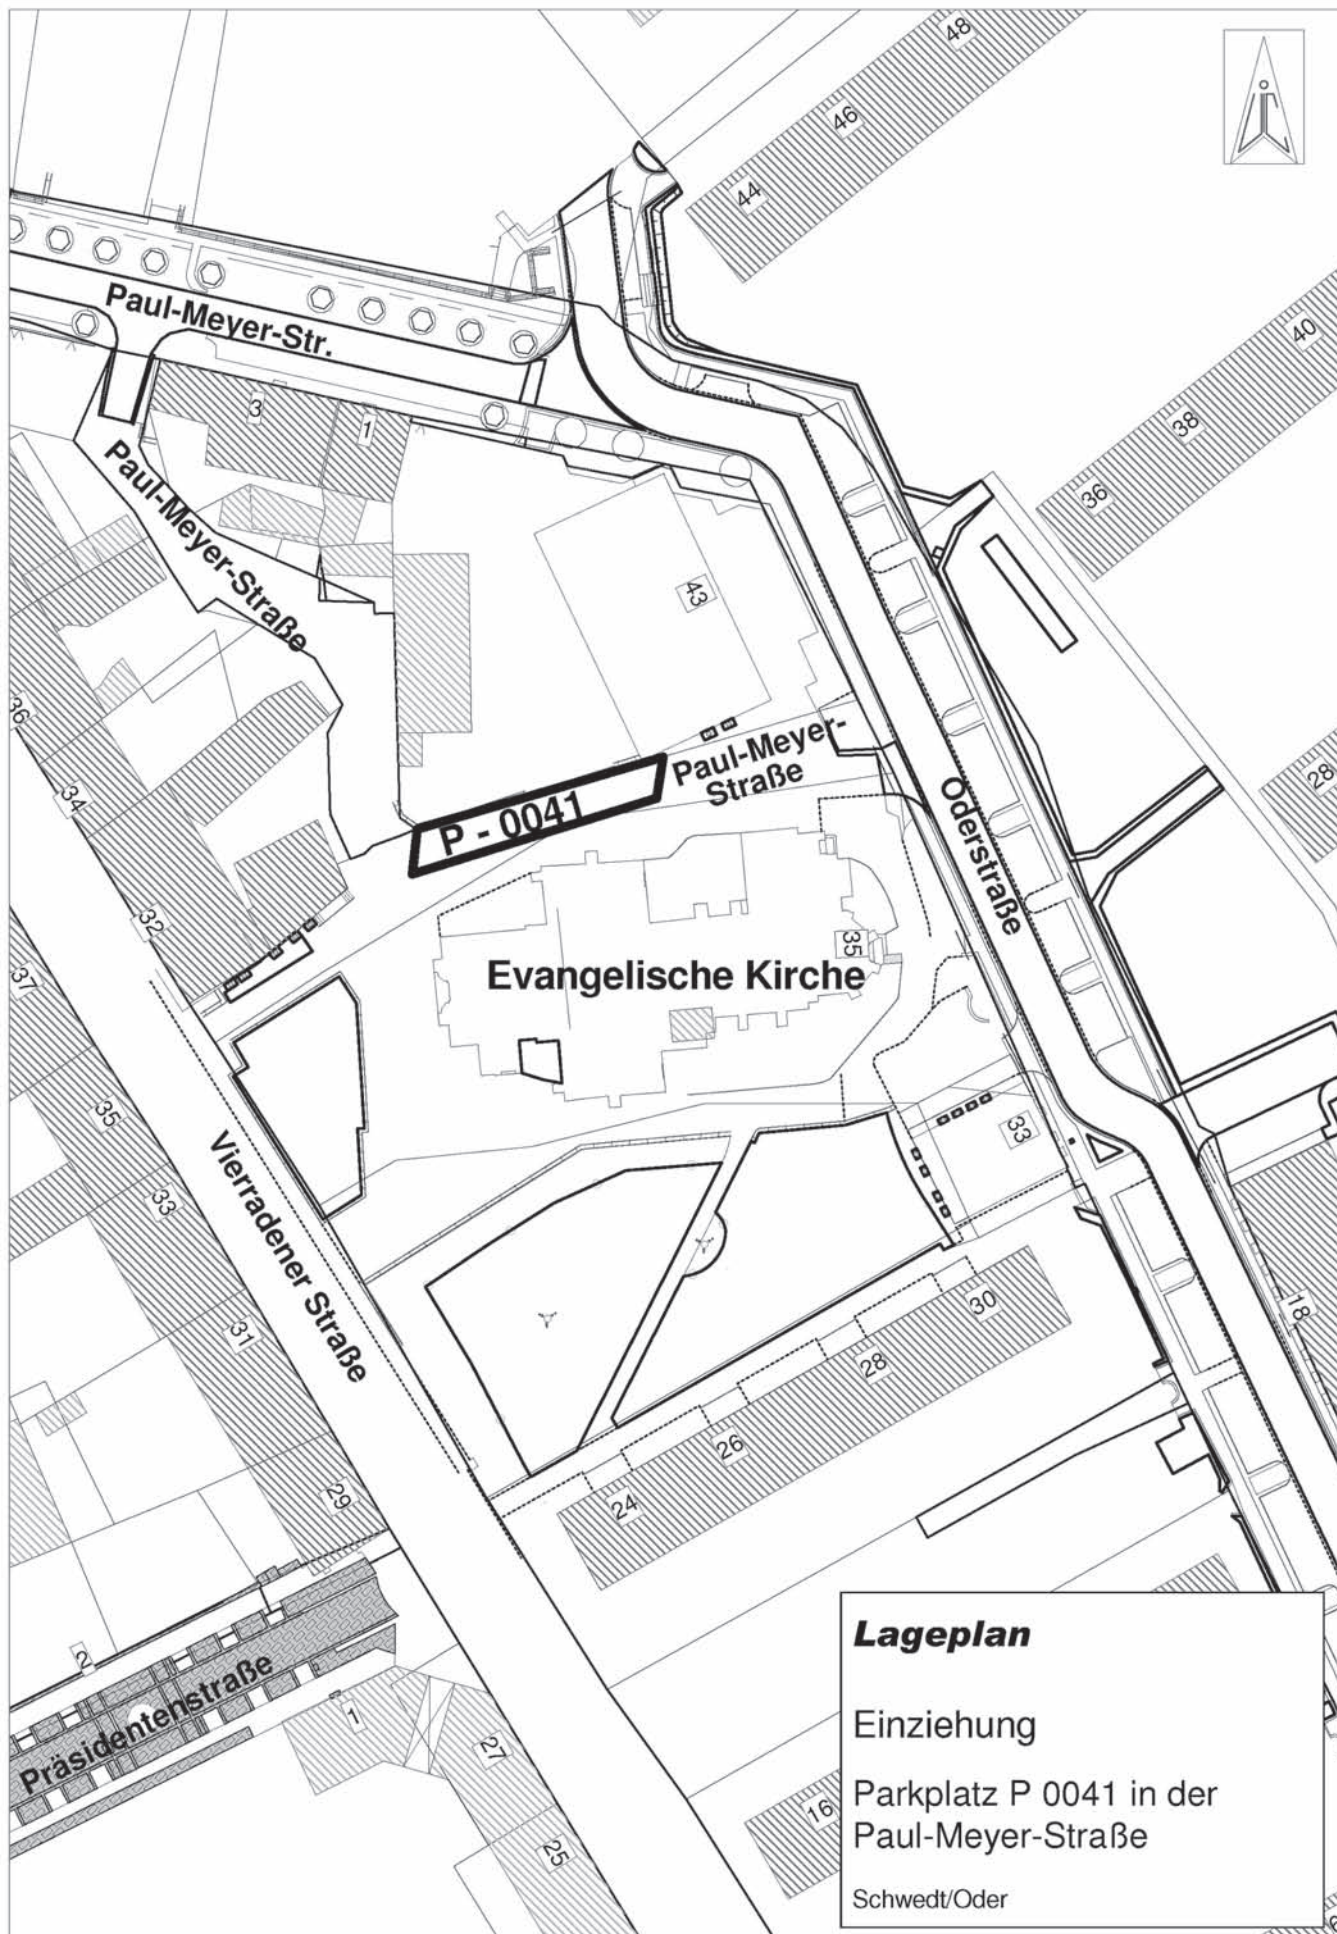 48
46
44
40
38
36
Paul-Meyer-Str.
3
1
Paul-Meyer-Straße
43
36
34
28
Paul-Meyer-
Straße
P - 0041
Oderstraße
32
37
35
Evangelische Kirche
35
33
33
Vierradener Straße
31
30
18
28
26
24
29
2
Präsidentenstraße
1
27
25
16
Lageplan
Einziehung
Parkplatz P 0041 in der
Paul-Meyer-Straße
Schwedt/Oder